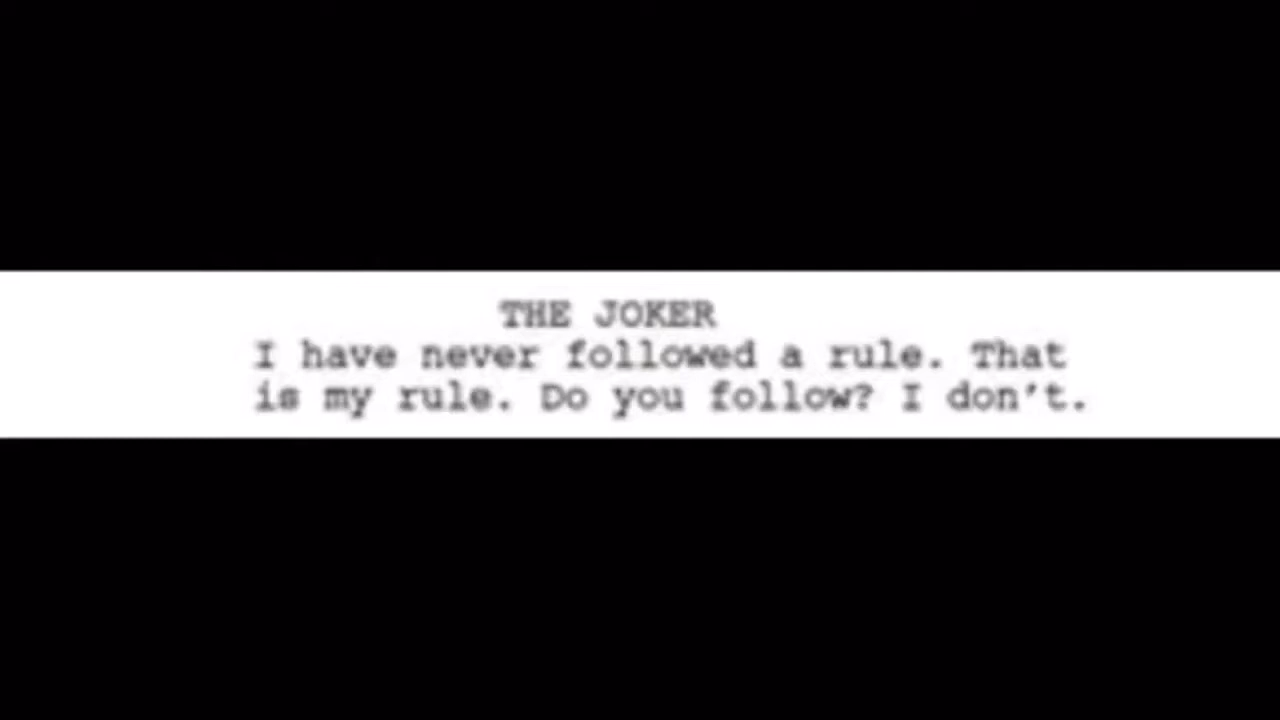 THE JOKER
I have never followed a rule. That
is my rule. Do you follow? I don't.